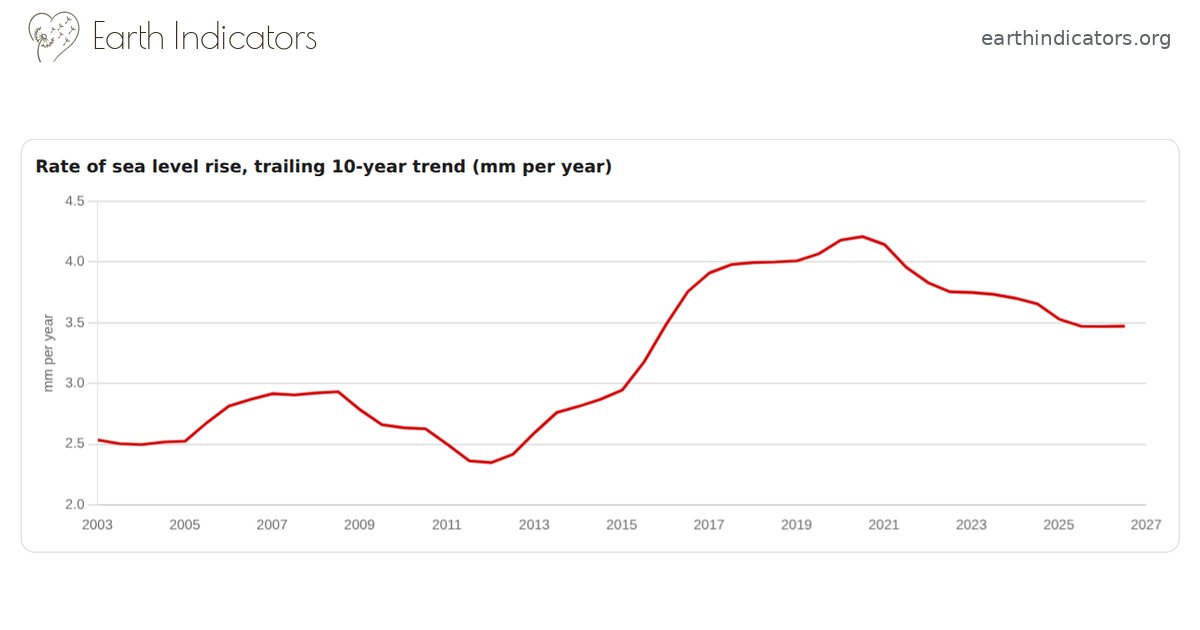 Earth Indicators
earthindicators.org
Rate of sea level rise, trailing 10-year trend (mm per year)
mm per year
4.5
4.0
3.5
3.0
2.5
2.0
2003 2005 2007 2009 2011 2013 2015 2017 2019 2021 2023 2025 2027